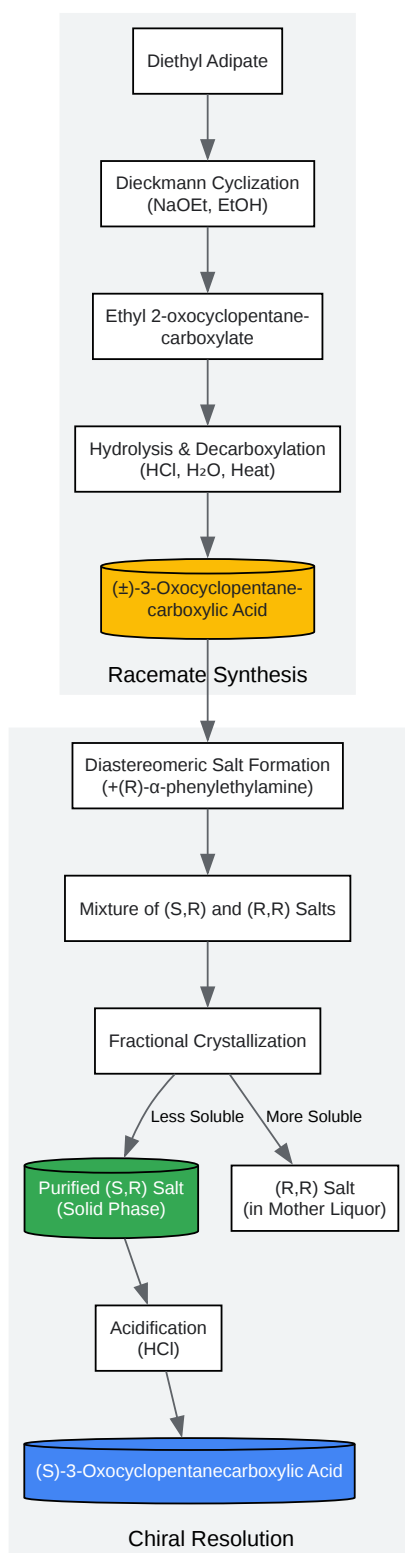 Diethyl Adipate
Dieckmann Cyclization
(NaOEt, EtOH)
Ethyl 2-oxocyclopentane-
carboxylate
Hydrolysis & Decarboxylation
(HCl, H₂O, Heat)
(±)-3-Oxocyclopentane-
carboxylic Acid
Racemate Synthesis
Diastereomeric Salt Formation
(+(R)-α-phenylethylamine)
Mixture of (S,R) and (R,R) Salts
Fractional Crystallization
Less Soluble
More Soluble
Purified (S,R) Salt
(Solid Phase)
(R,R) Salt
(in Mother Liquor)
Acidification
(HCl)
(S)-3-Oxocyclopentanecarboxylic Acid
Chiral Resolution